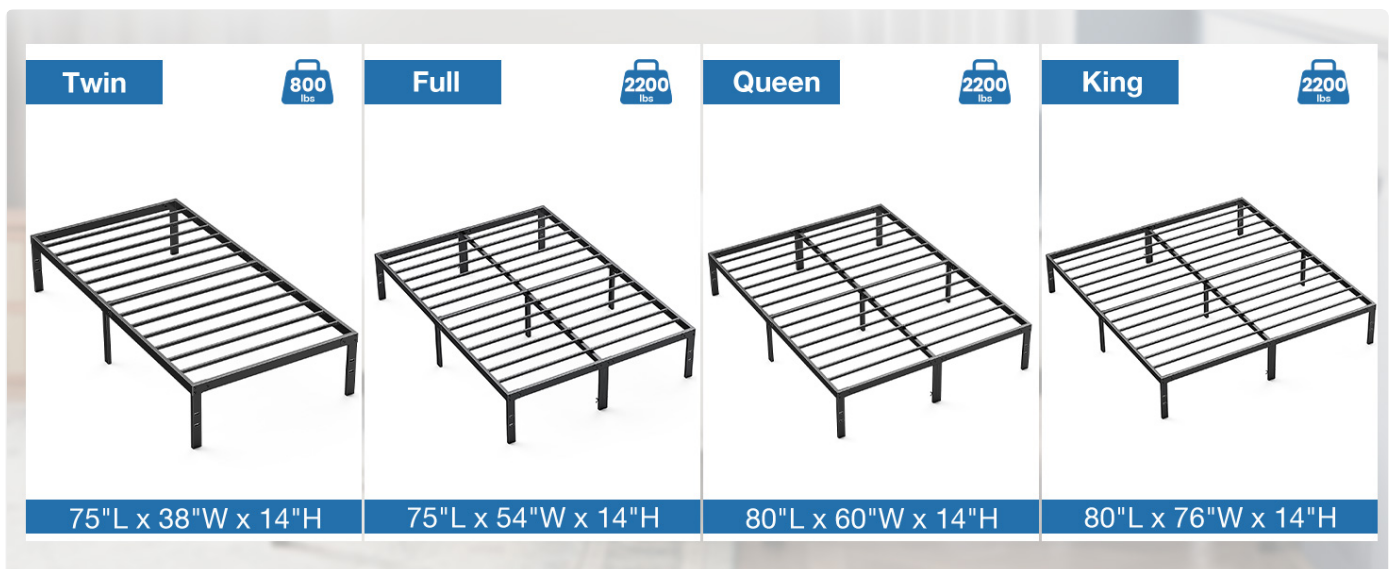 Twin
800
lbs
75"L x 38"W x 14"H
Full
2200
lbs
75"L x 54"W x 14"H
Queen
2200
lbs
80"L x 60"W x 14"H
King
2200
lbs
80"L x 76"W x 14"H